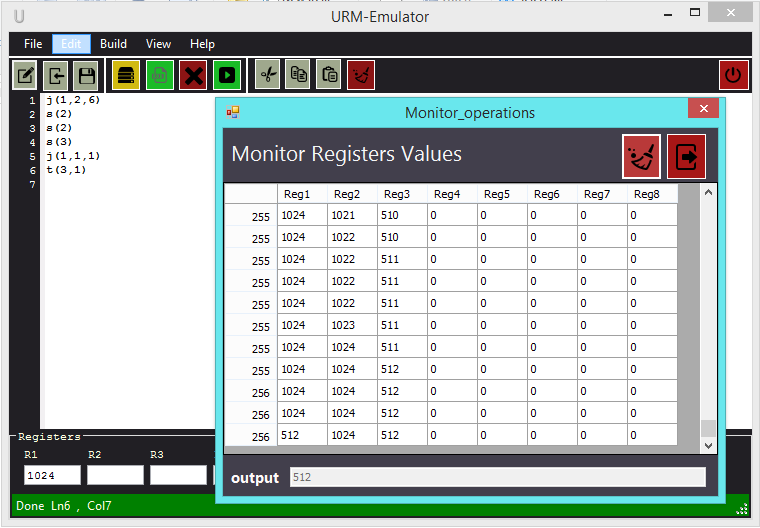 URM-Emulator
File Edit Build View Help
1 j(1,2,6)
2 s(2)
3 s(2)
4 s(3)
5 j(1,1,1)
6 t(3,1)
7
Monitor_operations
Monitor Registers Values
Reg1 Reg2 Reg3 Reg4 Reg5 Reg6 Reg7 Reg8
255 1024 1021 510 0 0 0 0 0
255 1024 1022 510 0 0 0 0 0
255 1024 1022 511 0 0 0 0 0
255 1024 1022 511 0 0 0 0 0
255 1024 1022 511 0 0 0 0 0
255 1024 1023 511 0 0 0 0 0
255 1024 1024 511 0 0 0 0 0
255 1024 1024 512 0 0 0 0 0
256 1024 1024 512 0 0 0 0 0
256 1024 1024 512 0 0 0 0 0
256 512 1024 512 0 0 0 0 0
output 512
Registers
R1 R2 R3
1024
Done Ln6 , Col7